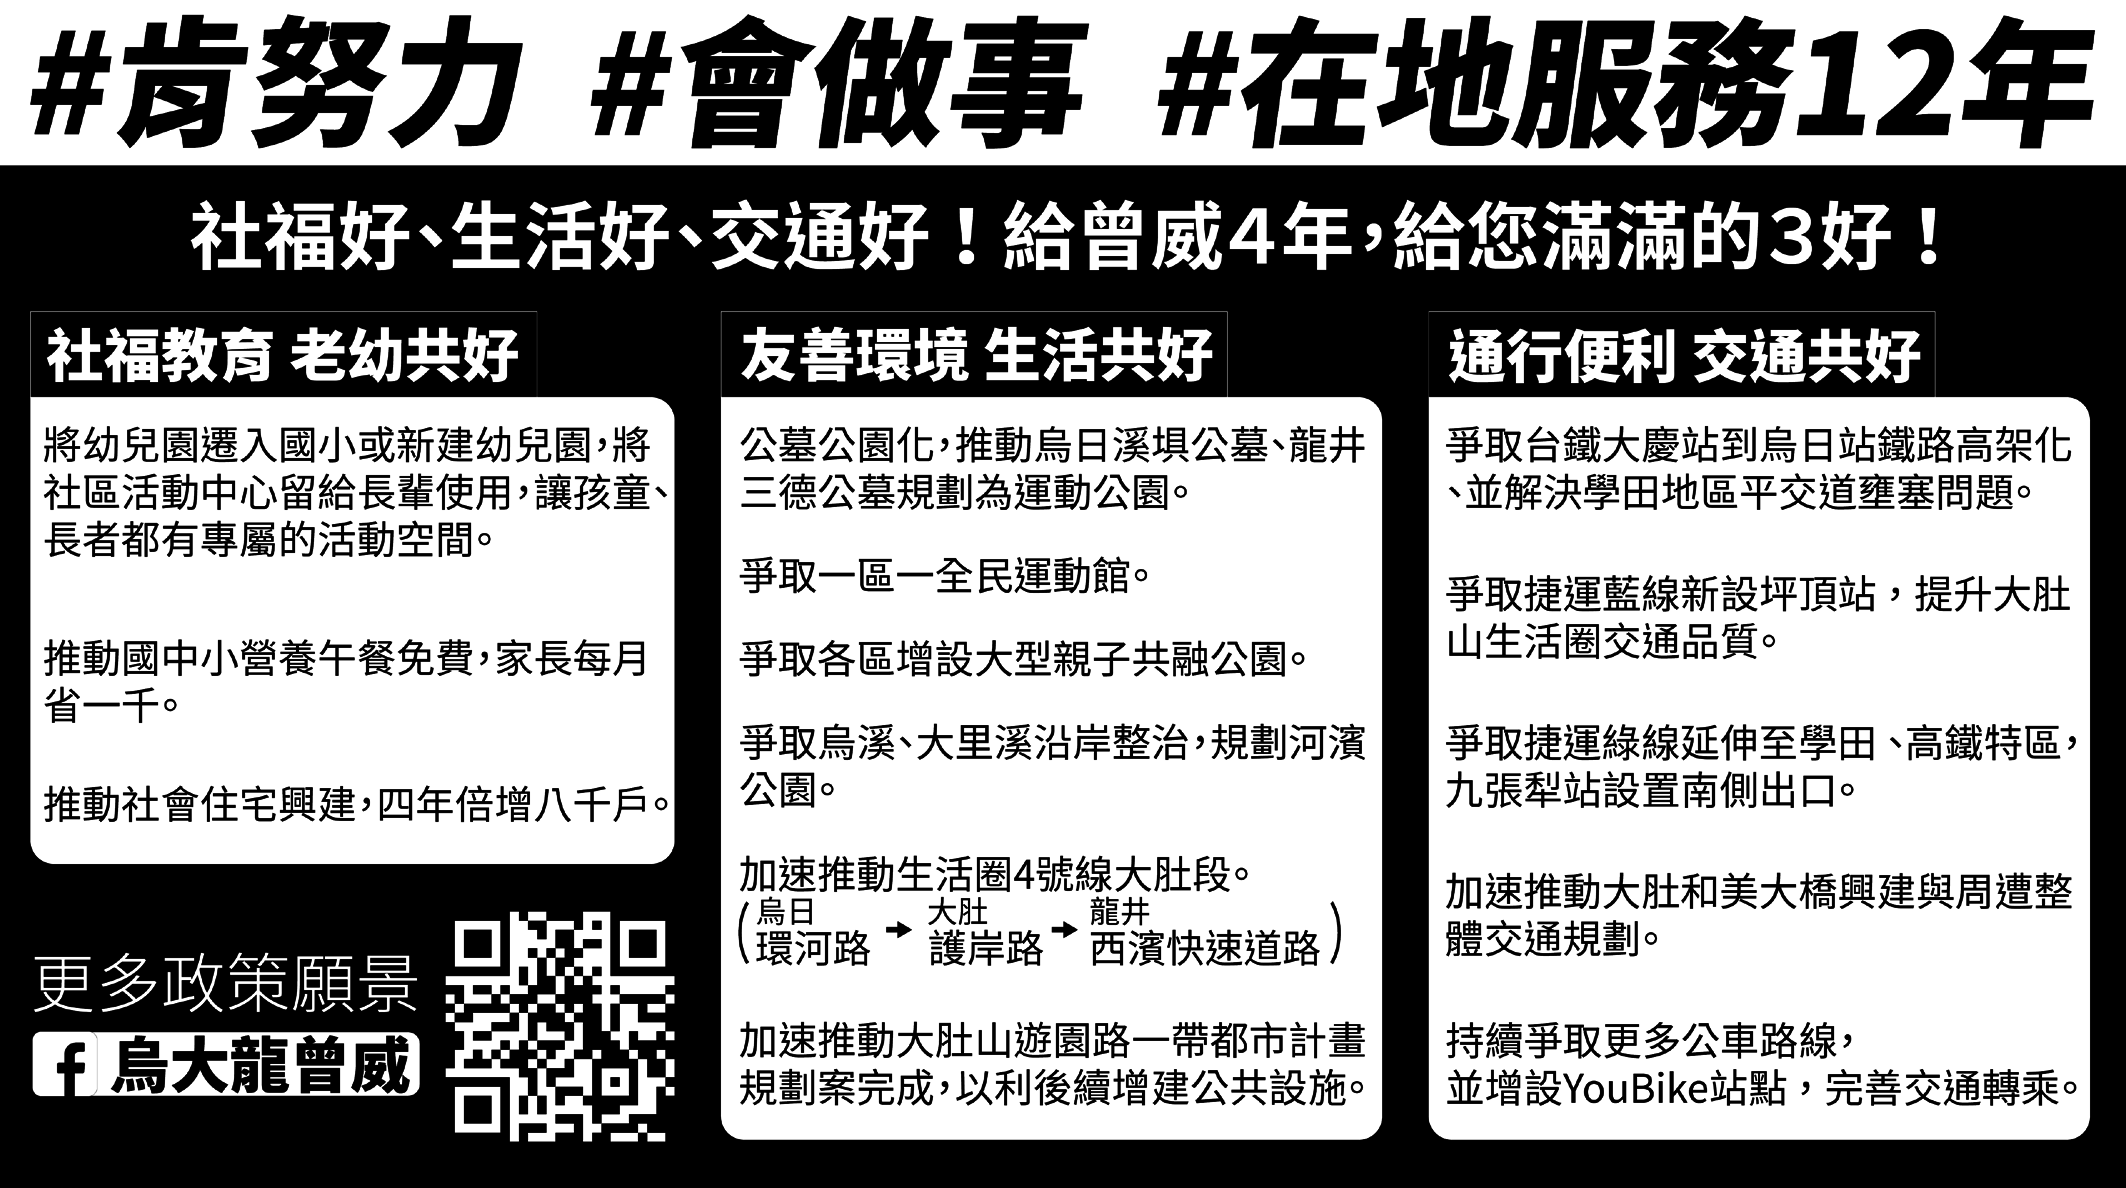 #肯努力 #會做事 #在地服務12年
社福好、生活好、交通好！給曾威4年，給您滿滿的3好！
社福教育 老幼共好
將幼兒園遷入國小或新建幼兒園，將
社區活動中心留給長輩使用，讓孩童、
長者都有專屬的活動空間。
推動國中小營養午餐免費，家長每月
省一千。
推動社會住宅興建，四年倍增八千戶。
更多政策願景
f 烏大龍曾威
友善環境 生活共好
公墓公園化，推動烏日溪埧公墓、龍井
三德公墓規劃為運動公園。
爭取一區一全民運動館。
爭取各區增設大型親子共融公園。
爭取烏溪、大里溪沿岸整治，規劃河濱
公園。
加速推動生活圈4號線大肚段。
（烏日環河路➡大肚護岸路➡龍井西濱快速道路）
加速推動大肚山遊園路一帶都市計畫
規劃案完成，以利後續增建公共設施。
通行便利 交通共好
爭取台鐵大慶站到烏日站鐵路高架化
、並解決學田地區平交道壅塞問題。
爭取捷運藍線新設坪頂站，提升大肚
山生活圈交通品質。
爭取捷運綠線延伸至學田、高鐵特區，
九張犁站設置南側出口。
加速推動大肚和美大橋興建與周遭整
體交通規劃。
持續爭取更多公車路線，
並增設YouBike站點，完善交通轉乘。